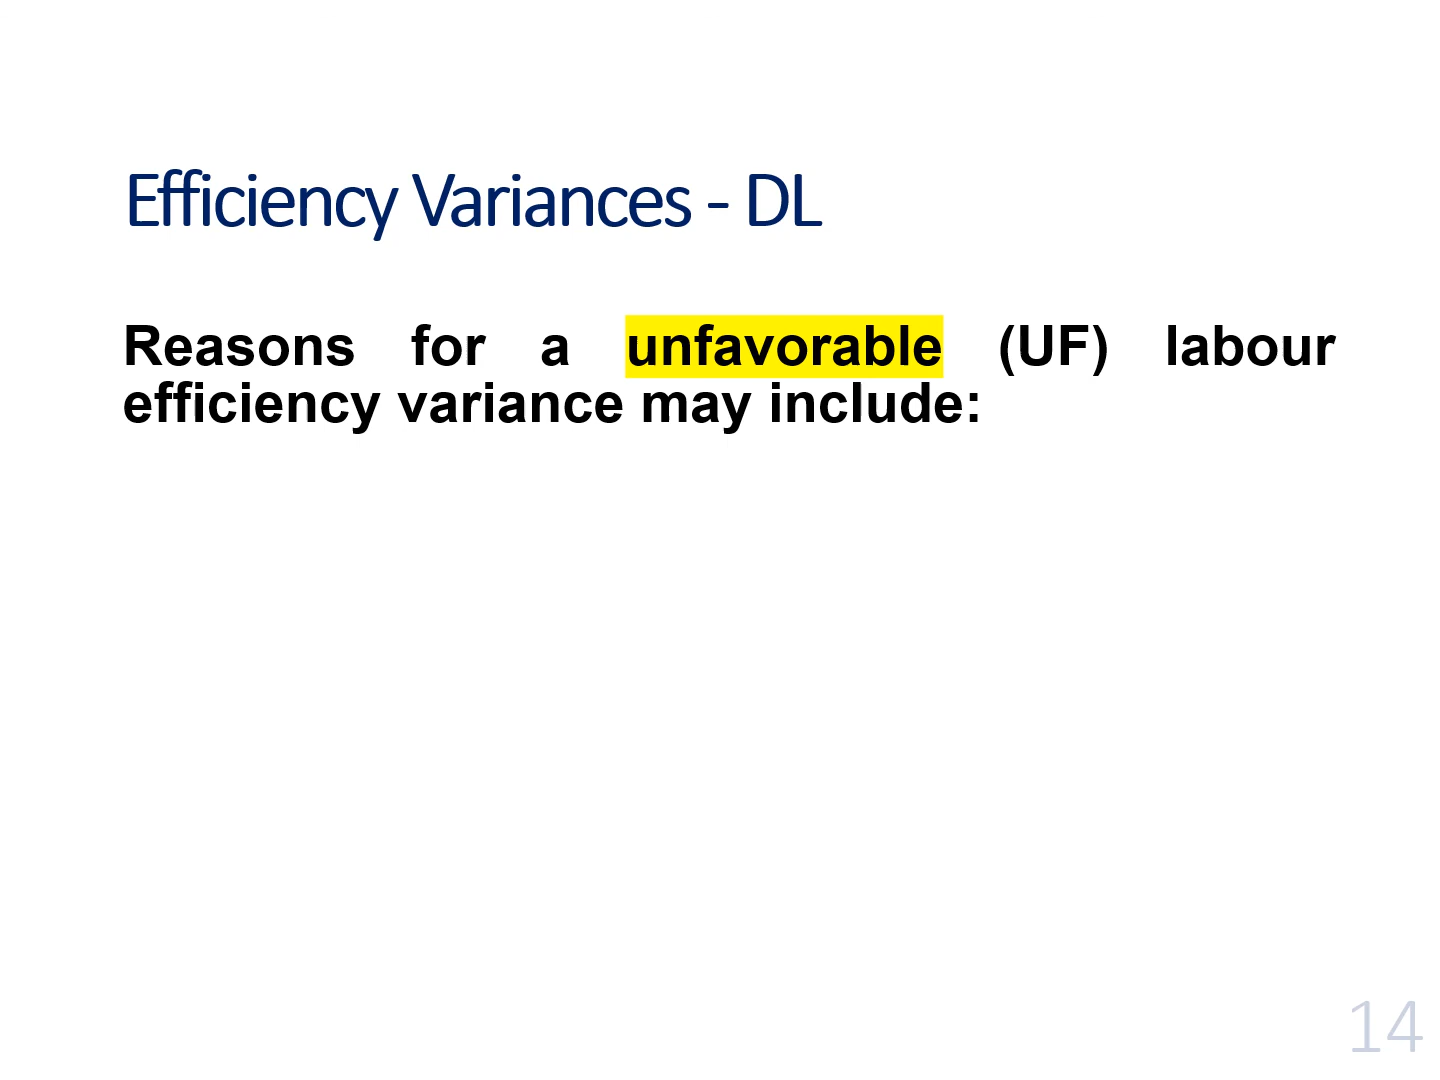 Efficiency Variances - DL
Reasons for a unfavorable (UF) labour
efficiency variance may include:
14